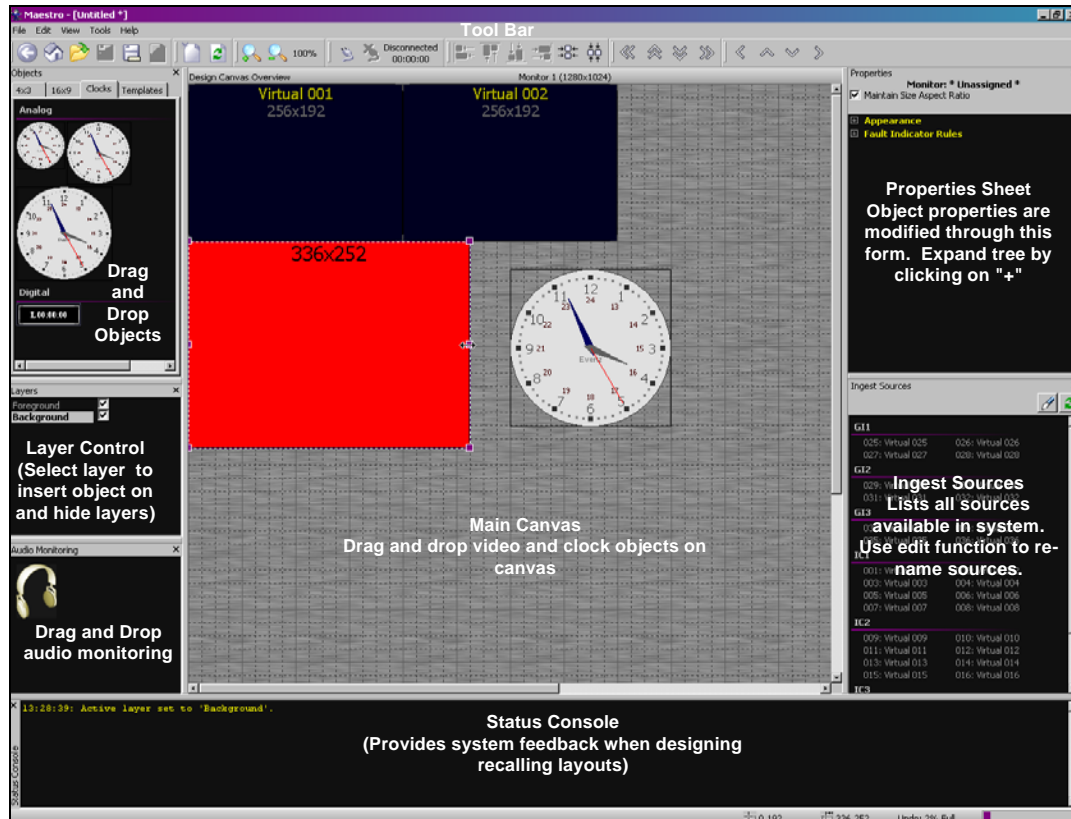 Maestro - [Untitled *]
File Edit View Tools Help
Tool Bar
100%
Disconnected
00:00:00
Objects
4x3 16x9 Clocks Templates
Analog
Digital
Drag
and
Drop
Objects
Layers
Foreground
Background
Layer Control
(Select layer to
insert object on
and hide layers)
Audio Monitoring
Drag and Drop
audio monitoring
Design Canvas Overview
Monitor 1 (1280x1024)
Virtual 001
256x192
Virtual 002
256x192
336x252
Main Canvas
Drag and drop video and clock objects on
canvas
Properties
Monitor: * Unassigned *
Maintain Size Aspect Ratio
Appearance
Fault Indicator Rules
Properties Sheet
Object properties are
modified through this
form. Expand tree by
clicking on "+"
Ingest Sources
GI1
025: Virtual 025 026: Virtual 026
027: Virtual 027 028: Virtual 028
GI2
GI3
Ingest Sources
Lists all sources
available in system.
Use edit function to re-
name sources.
IC1
003: Virtual 003 004: Virtual 004
005: Virtual 005 006: Virtual 006
007: Virtual 007 008: Virtual 008
IC2
009: Virtual 009 010: Virtual 010
011: Virtual 011 012: Virtual 012
013: Virtual 013 014: Virtual 014
015: Virtual 015 016: Virtual 016
IC3
Status Console
13:28:39: Active layer set to 'Background'.
Status Console
(Provides system feedback when designing
recalling layouts)
0,192
336,252
Undo: 2% Full